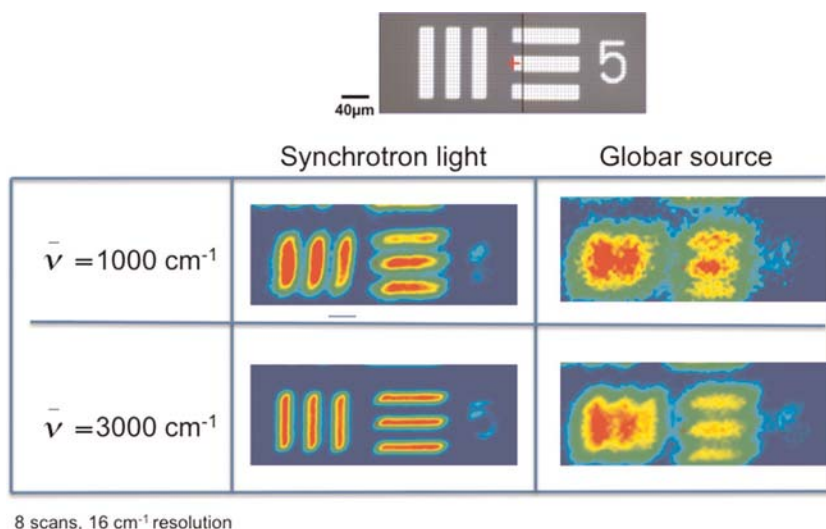 5
40µm
Synchrotron light Globar source
ν̄ = 1000 cm⁻¹
ν̄ = 3000 cm⁻¹
8 scans, 16 cm⁻¹ resolution